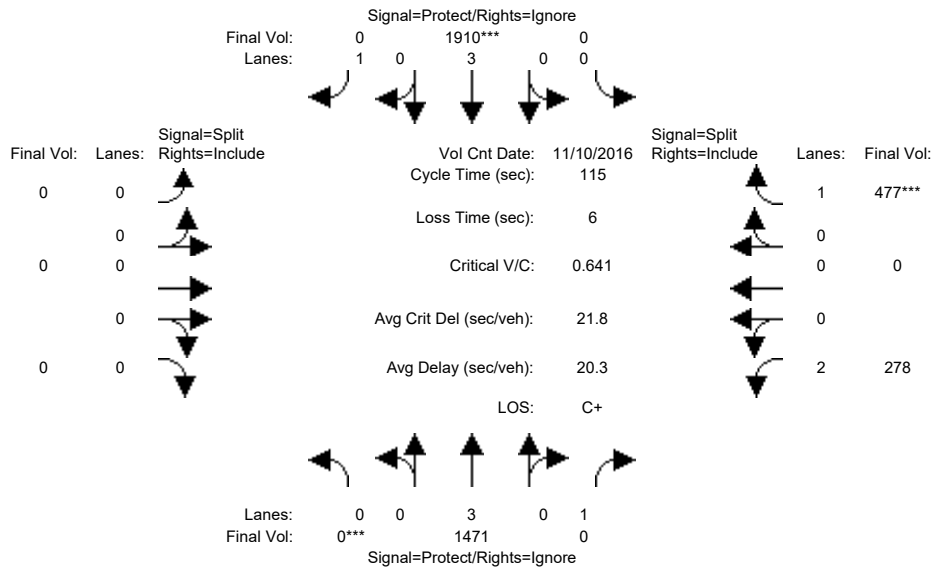 Signal=Protect/Rights=Ignore
Final Vol: 0 1910*** 0
Lanes: 1 0 3 0 0
Signal=Split Signal=Split
Final Vol: Lanes: Rights=Include Vol Cnt Date: 11/10/2016 Rights=Include Lanes: Final Vol:
Cycle Time (sec): 115
0 0 1 477***
Loss Time (sec): 6
0 0
0 0 Critical V/C: 0.641 0 0
0 Avg Crit Del (sec/veh): 21.8 0
0 0 Avg Delay (sec/veh): 20.3 2 278
LOS: C+
Lanes: 0 0 3 0 1
Final Vol: 0*** 1471 0
Signal=Protect/Rights=Ignore